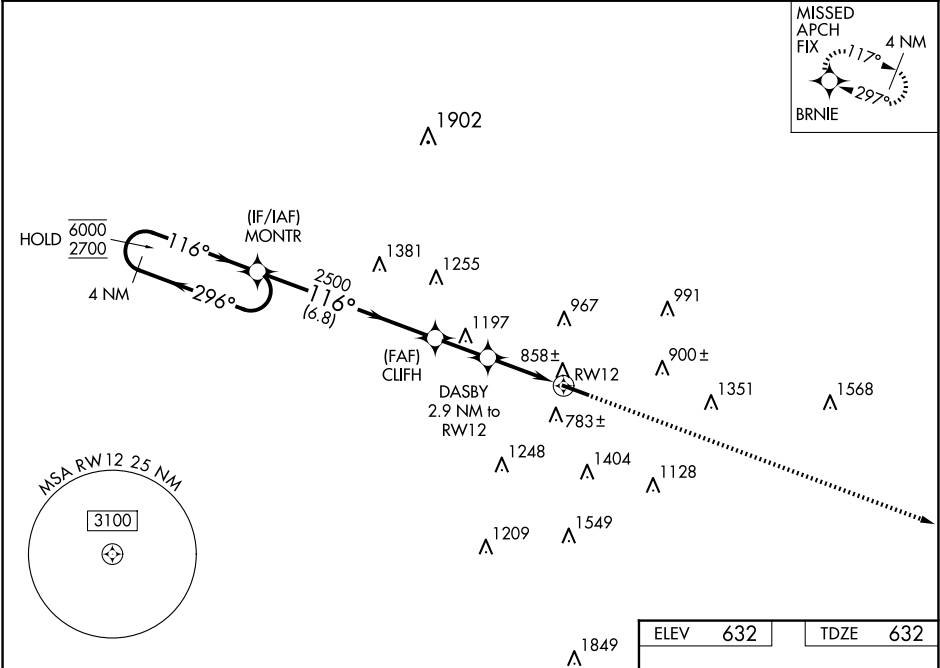 MISSED
APCH
FIX
4 NM
117°
297°
BRNIE
1902
HOLD
6000
2700
116°
(IF/IAF)
MONTR
4 NM
296°
1381
1255
2500
116°
(6.8)
967
991
1197
(FAF)
CLIFH
858±
RW12
900±
DASBY
2.9 NM to
RW12
1351
1568
783±
1248
1404
1128
MSA RW12 25 NM
3100
1209
1549
1849
ELEV 632
TDZE 632